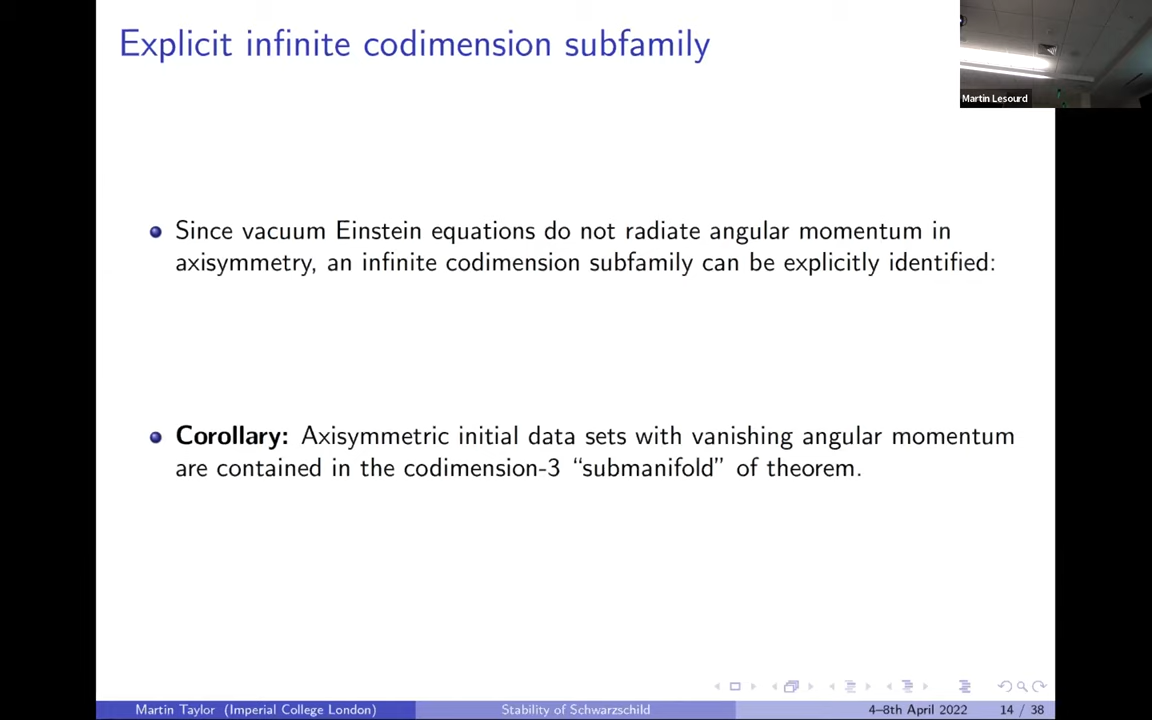 Explicit infinite codimension subfamily
Martin Lesourd
Since vacuum Einstein equations do not radiate angular momentum in
axisymmetry, an infinite codimension subfamily can be explicitly identified:
Corollary: Axisymmetric initial data sets with vanishing angular momentum
are contained in the codimension-3 “submanifold” of theorem.
Martin Taylor (Imperial College London)
Stability of Schwarzschild
4–8th April 2022
14 / 38